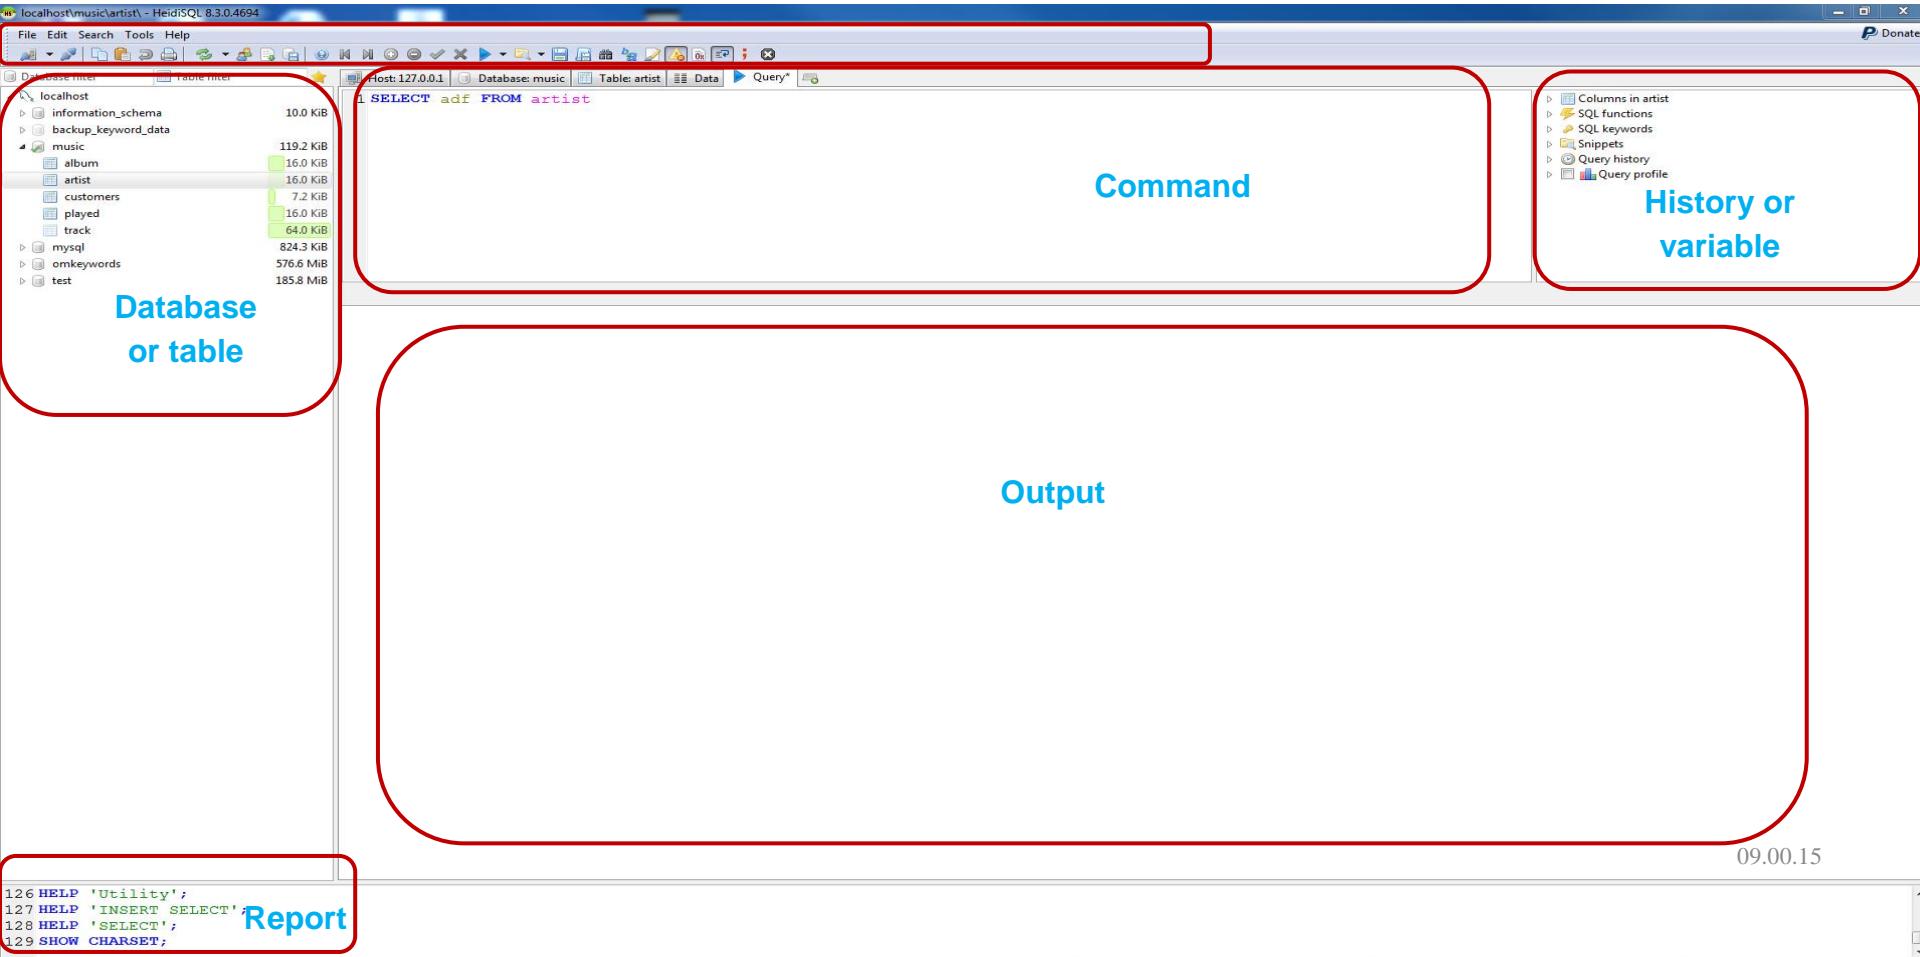 localhost\music\artist\ - HeidiSQL 8.3.0.4694
File Edit Search Tools Help
Donate
Database filter Table filter
Host: 127.0.0.1 Database: music Table: artist Data Query*
localhost
information_schema 10.0 KiB
backup_keyword_data
music 119.2 KiB
album 16.0 KiB
artist 16.0 KiB
customers 7.2 KiB
played 16.0 KiB
track 64.0 KiB
mysql 824.3 KiB
omkeywords 576.6 MiB
test 185.8 MiB
Database
or table
1 SELECT adf FROM artist
Command
Columns in artist
SQL functions
SQL keywords
Snippets
Query history
Query profile
History or
variable
Output
09.00.15
126 HELP 'Utility';
127 HELP 'INSERT SELECT';
128 HELP 'SELECT';
129 SHOW CHARSET;
Report